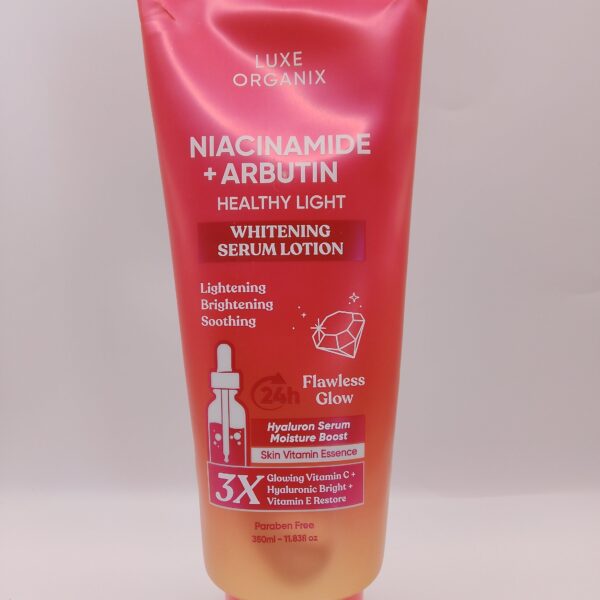 LUXE
ORGANIX
NIACINAMIDE
+ ARBUTIN
HEALTHY LIGHT
WHITENING
SERUM LOTION
Lightening
Brightening
Soothing
24h
Flawless
Glow
Hyaluron Serum
Moisture Boost
Skin Vitamin Essence
3X
Glowing Vitamin C +
Hyaluronic Bright +
Vitamin E Restore
Paraben Free
350ml - 11.838 oz